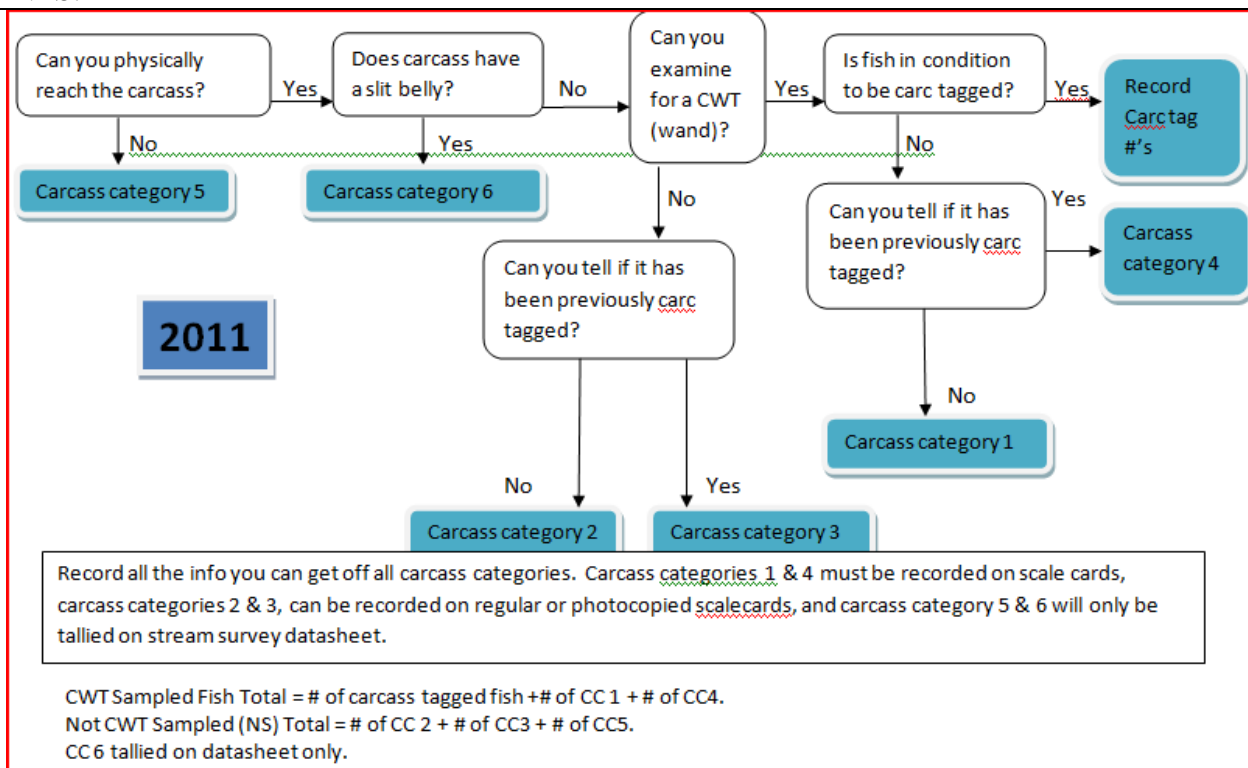 Can you physically
reach the carcass?
Yes
Does carcass have
a slit belly?
No
Can you
examine
for a CWT
(wand)?
Yes
Is fish in condition
to be carc tagged?
Yes
Record
Carc tag
#'s
No
Carcass category 5
Yes
Carcass category 6
No
Can you tell if it has
been previously carc
tagged?
No
Can you tell if it has
been previously carc
tagged?
Yes
Carcass
category 4
2011
No
Carcass category 1
No
Carcass category 2
Yes
Carcass category 3
Record all the info you can get off all carcass categories. Carcass categories 1 & 4 must be recorded on scale cards,
carcass categories 2 & 3, can be recorded on regular or photocopied scalecards, and carcass category 5 & 6 will only be
tallied on stream survey datasheet.
CWT Sampled Fish Total = # of carcass tagged fish +# of CC 1 + # of CC4.
Not CWT Sampled (NS) Total = # of CC 2 + # of CC3 + # of CC5.
CC 6 tallied on datasheet only.